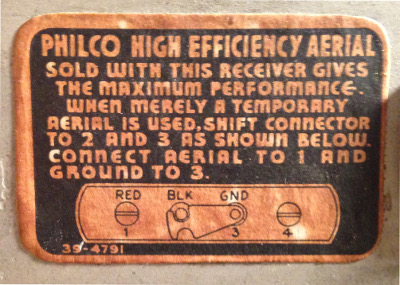 PHILCO HIGH EFFICIENCY AERIAL
SOLD WITH THIS RECEIVER GIVES
THE MAXIMUM PERFORMANCE.
WHEN MERELY A TEMPORARY
AERIAL IS USED, SHIFT CONNECTOR
TO 2 AND 3 AS SHOWN BELOW.
CONNECT AERIAL TO 1 AND
GROUND TO 3.
RED BLK GND
1 3 4
39-4791